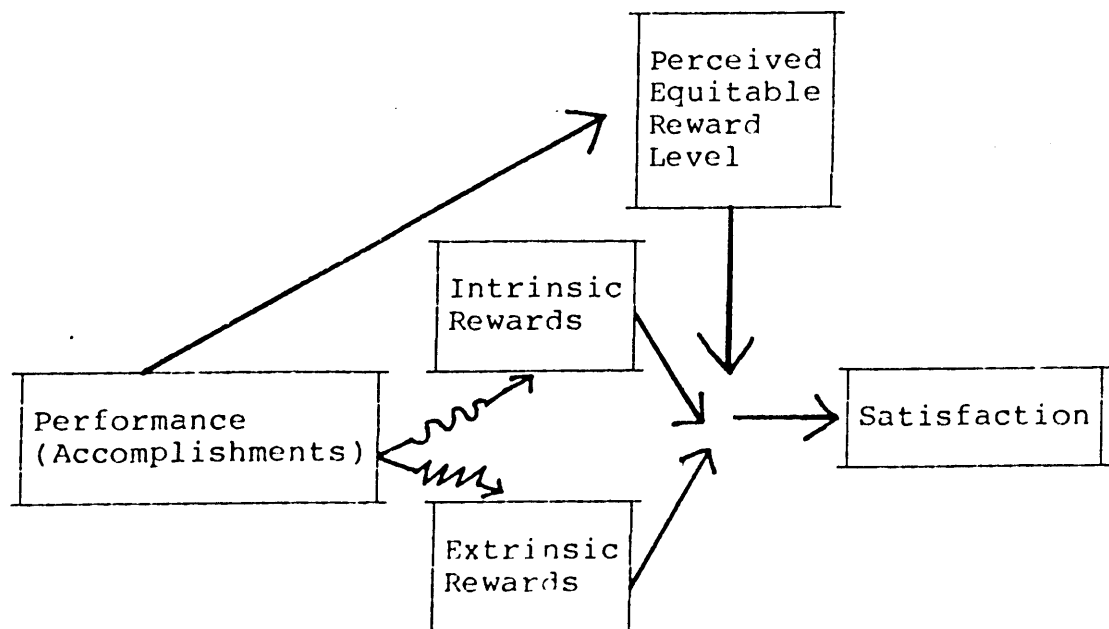 Perceived
Equitable
Reward
Level
Intrinsic
Rewards
Performance
(Accomplishments)
Satisfaction
Extrinsic
Rewards